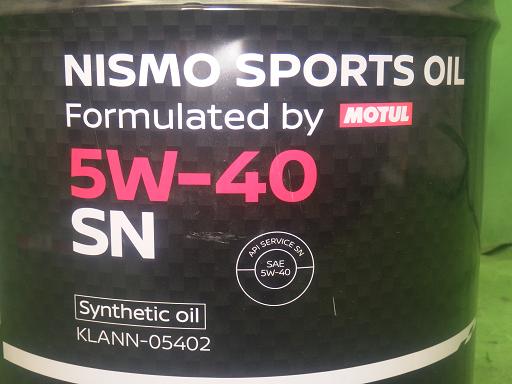 NISMO SPORTS OIL
Formulated by MOTUL
5W-40
SN
API SERVICE SN
SAE
5W-40
Synthetic oil
KLANN-05402